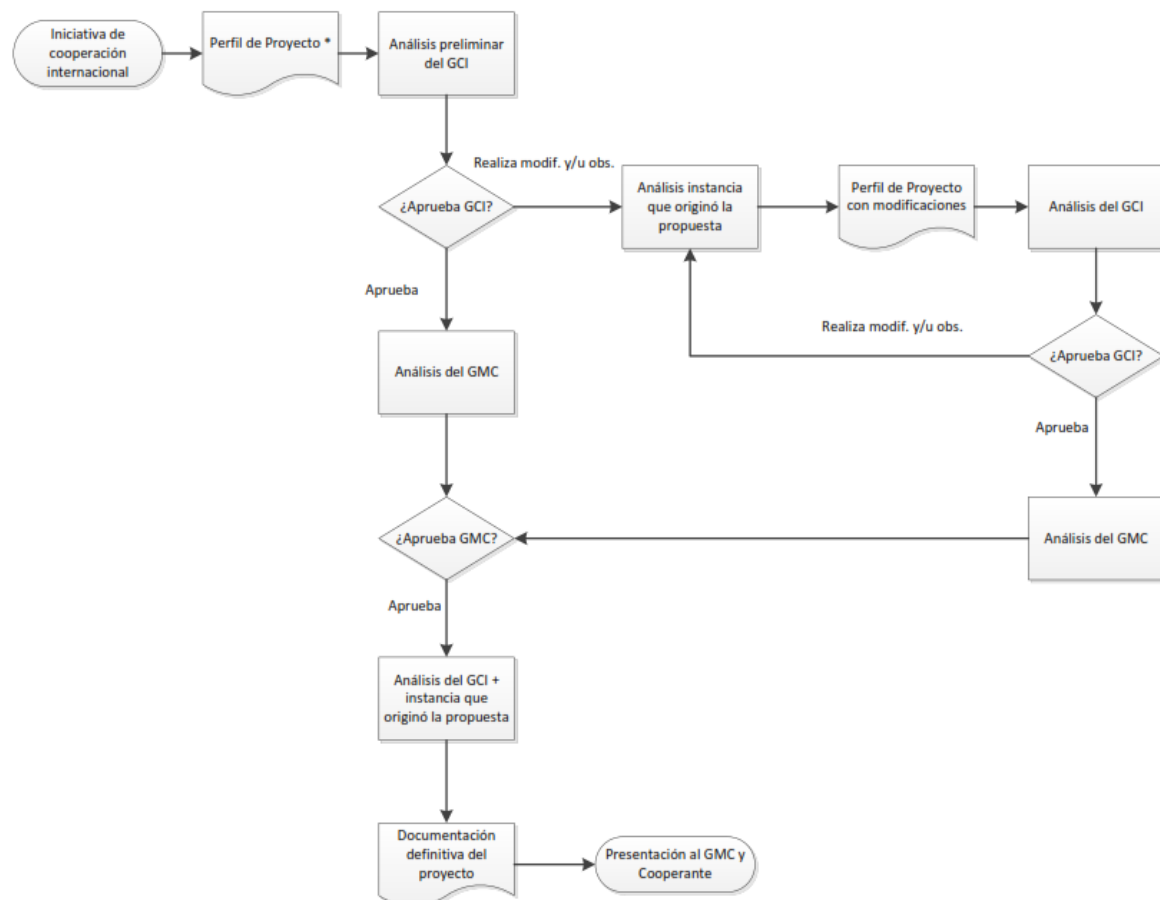 Iniciativa de
cooperación
internacional
Perfil de Proyecto *
Análisis preliminar
del GCI
Realiza modif. y/u obs.
¿Aprueba GCI?
Análisis instancia
que originó la
propuesta
Perfil de Proyecto
con modificaciones
Análisis del GCI
Aprueba
Realiza modif. y/u obs.
¿Aprueba GCI?
Análisis del GMC
Aprueba
¿Aprueba GMC?
Análisis del GMC
Aprueba
Análisis del GCI +
instancia que
originó la propuesta
Documentación
definitiva del
proyecto
Presentación al GMC y
Cooperante